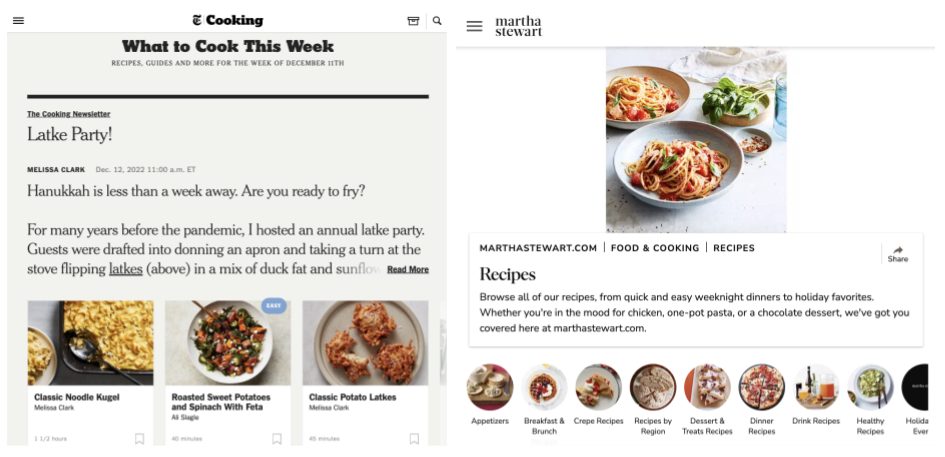 Cooking
What to Cook This Week
RECIPES, GUIDES AND MORE FOR THE WEEK OF DECEMBER 11TH
The Cooking Newsletter
Latke Party!
MELISSA CLARK Dec. 12, 2022 11:00 a.m. ET
Hanukkah is less than a week away. Are you ready to fry?
For many years before the pandemic, I hosted an annual latke party.
Guests were drafted into donning an apron and taking a turn at the
stove flipping latkes (above) in a mix of duck fat and sunflow Read More
EASY
Classic Noodle Kugel
Melissa Clark
1 1/2 hours
Roasted Sweet Potatoes
and Spinach With Feta
Ali Slagle
40 minutes
Classic Potato Latkes
Melissa Clark
45 minutes
martha
stewart
MARTHASTEWART.COM | FOOD & COOKING | RECIPES
Share
Recipes
Browse all of our recipes, from quick and easy weeknight dinners to holiday favorites.
Whether you're in the mood for chicken, one-pot pasta, or a chocolate dessert, we've got you
covered here at marthastewart.com.
Appetizers
Breakfast &
Brunch
Crepe Recipes
Recipes by
Region
Dessert &
Treats Recipes
Dinner
Recipes
Drink Recipes
Healthy
Recipes
Holida
Ever